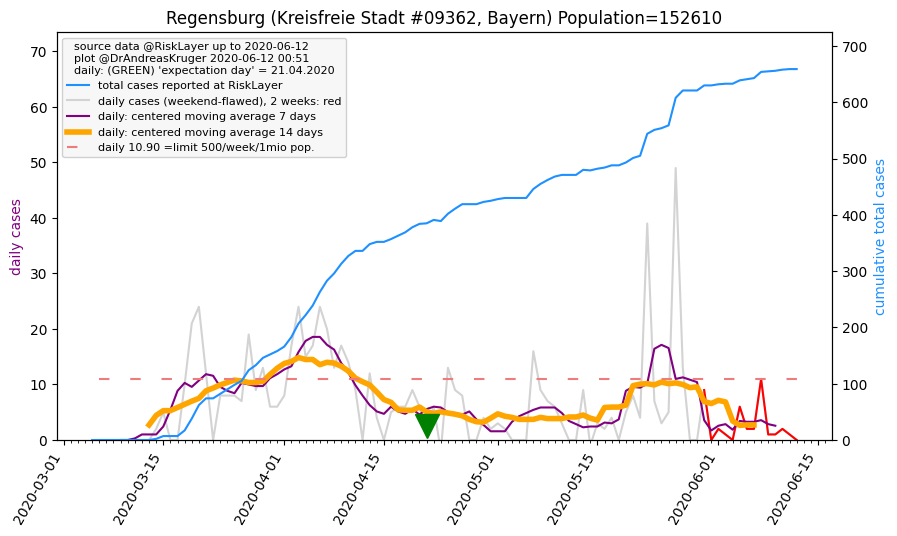 Regensburg (Kreisfreie Stadt #09362, Bayern) Population=152610
source data @RiskLayer up to 2020-06-12
plot @DrAndreasKruger 2020-06-12 00:51
daily: (GREEN) 'expectation day' = 21.04.2020
total cases reported at RiskLayer
daily cases (weekend-flawed), 2 weeks: red
daily: centered moving average 7 days
daily: centered moving average 14 days
daily 10.90 =limit 500/week/1mio pop.
daily cases
70
60
50
40
30
20
10
0
cumulative total cases
700
600
500
400
300
200
100
0
2020-03-01
2020-03-15
2020-04-01
2020-04-15
2020-05-01
2020-05-15
2020-06-01
2020-06-15